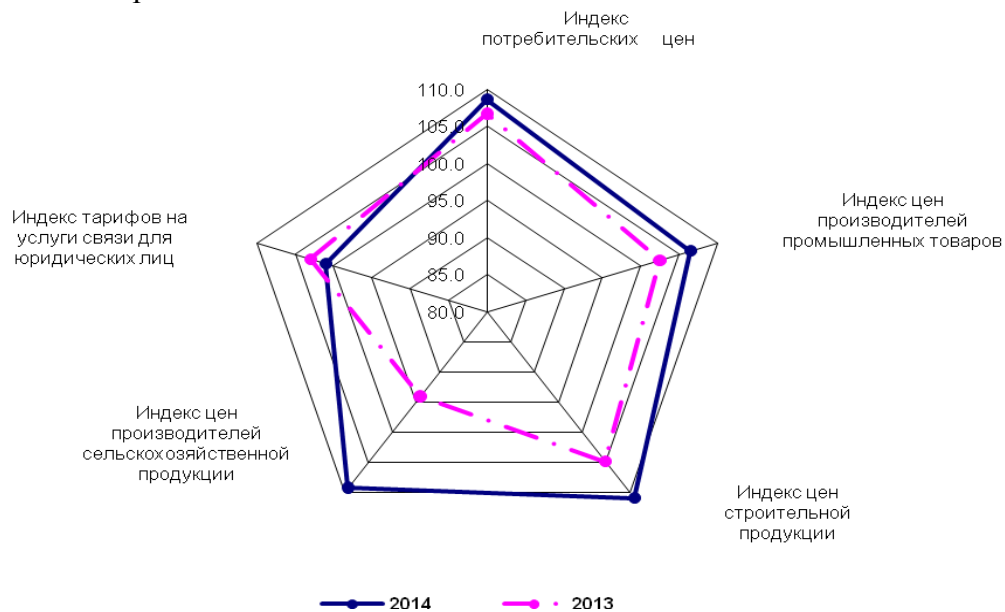 Индекс
потребительских цен
110.0
105.0
100.0
95.0
90.0
85.0
80.0
Индекс тарифов на
услуги связи для
юридических лиц
Индекс цен
производителей
промышленных товаров
Индекс цен
производителей
сельскохозяйственной
продукции
Индекс цен
строительной
продукции
2014
2013